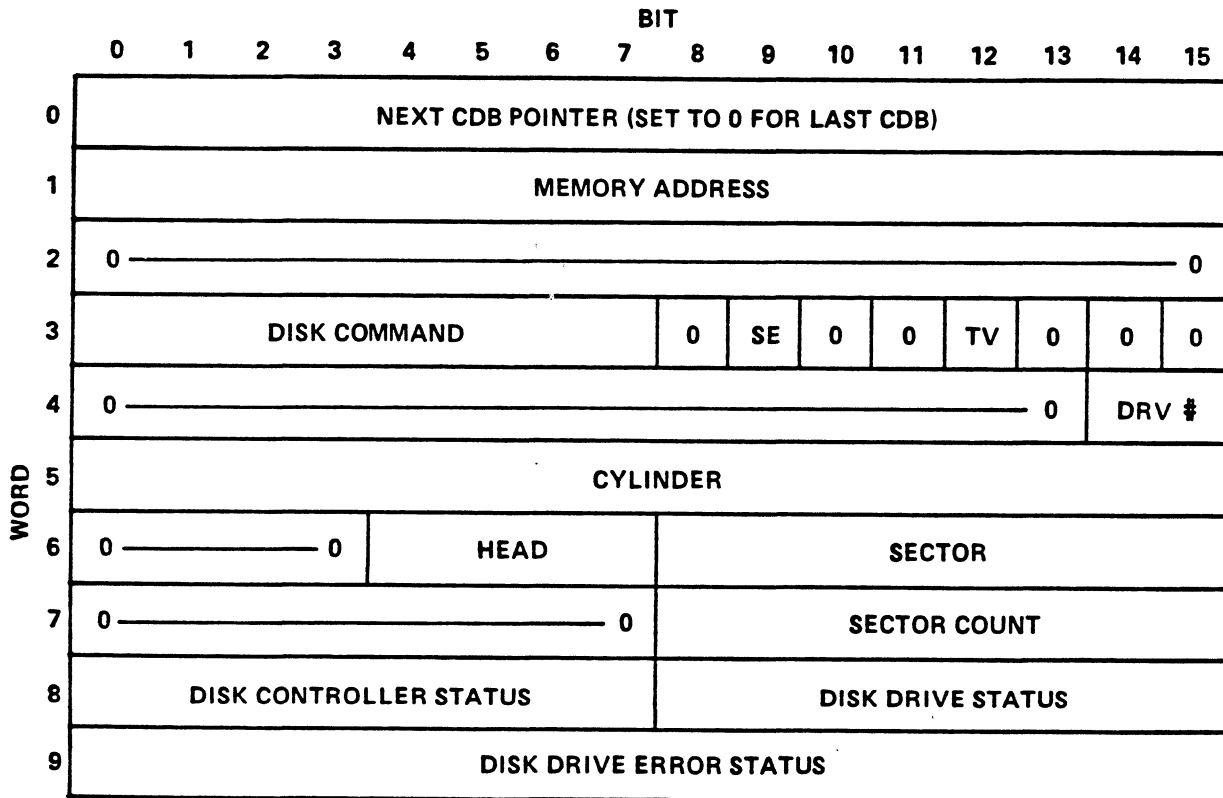 BIT
0 1 2 3 4 5 6 7 8 9 10 11 12 13 14 15
0 NEXT CDB POINTER (SET TO 0 FOR LAST CDB)
1 MEMORY ADDRESS
2 0 0
3 DISK COMMAND 0 SE 0 0 TV 0 0 0
4 0 0 DRV #
WORD
5 CYLINDER
6 0 0 HEAD SECTOR
7 0 0 SECTOR COUNT
8 DISK CONTROLLER STATUS DISK DRIVE STATUS
9 DISK DRIVE ERROR STATUS